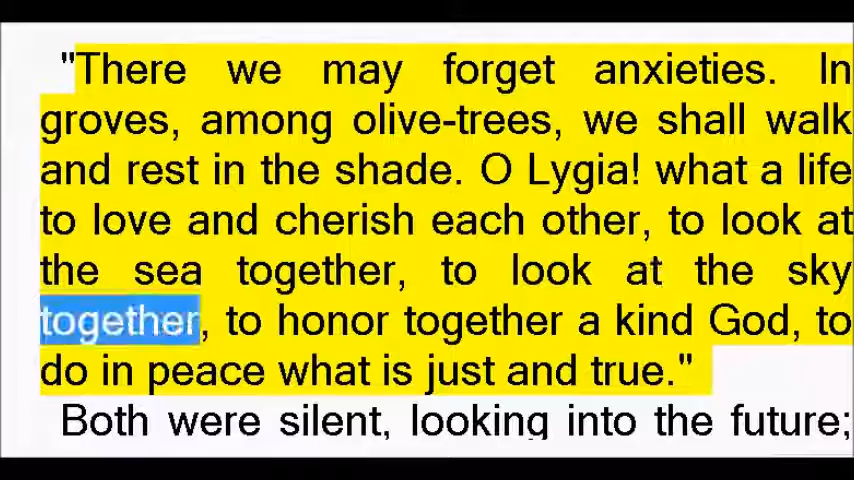 "There we may forget anxieties. In
groves, among olive-trees, we shall walk
and rest in the shade. O Lygia! what a life
to love and cherish each other, to look at
the sea together, to look at the sky
together, to honor together a kind God, to
do in peace what is just and true."
Both were silent, looking into the future;